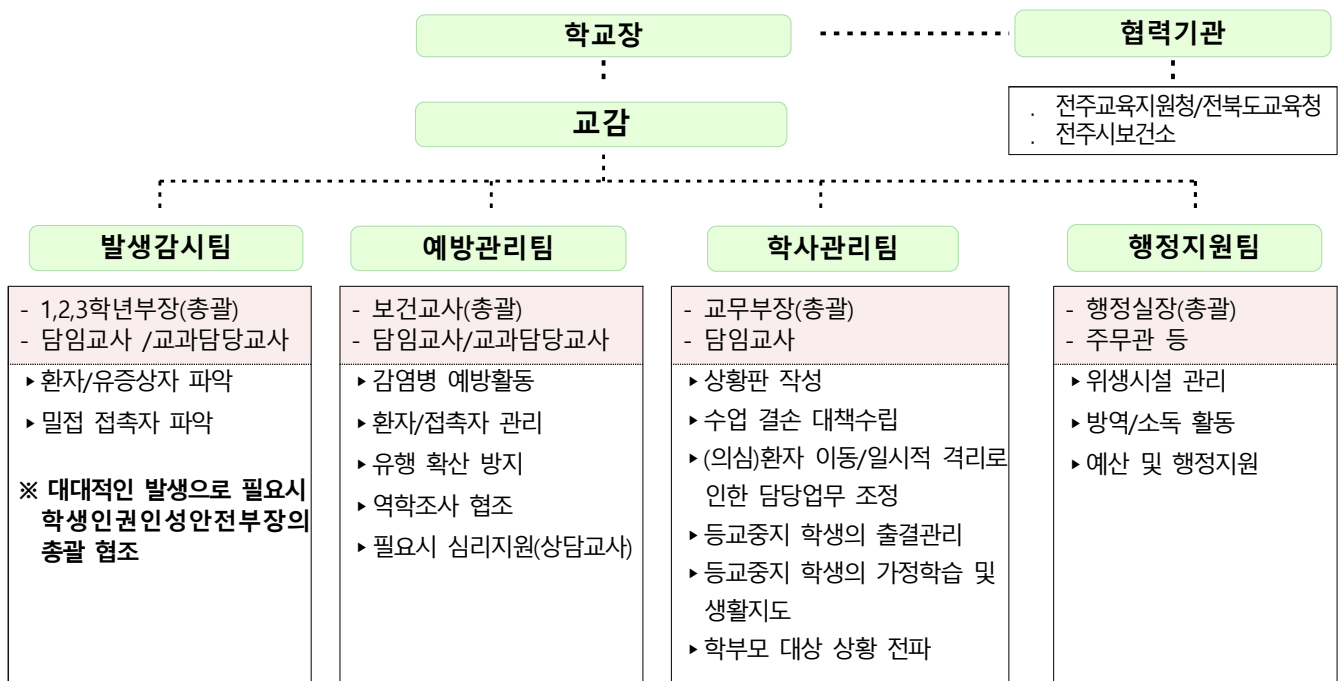 학교장
협력기관
. 전주교육지원청/전북도교육청
. 전주시보건소
교감
발생감시팀
- 1,2,3학년부장(총괄)
- 담임교사 /교과담당교사
▸환자/유증상자 파악
▸밀접 접촉자 파악
※ 대대적인 발생으로 필요시
학생인권인성안전부장의
총괄 협조
예방관리팀
- 보건교사(총괄)
- 담임교사/교과담당교사
▸감염병 예방활동
▸환자/접촉자 관리
▸유행 확산 방지
▸역학조사 협조
▸필요시 심리지원(상담교사)
학사관리팀
- 교무부장(총괄)
- 담임교사
▸상황판 작성
▸수업 결손 대책수립
▸(의심)환자 이동/일시적 격리로
인한 담당업무 조정
▸등교중지 학생의 출결관리
▸등교중지 학생의 가정학습 및
생활지도
▸학부모 대상 상황 전파
행정지원팀
- 행정실장(총괄)
- 주무관 등
▸위생시설 관리
▸방역/소독 활동
▸예산 및 행정지원